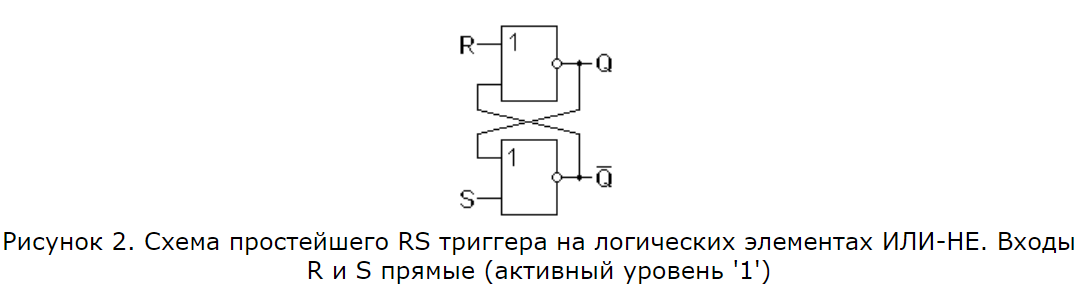 R
1
Q
1
Q̅
S
Рисунок 2. Схема простейшего RS триггера на логических элементах ИЛИ-НЕ. Входы
R и S прямые (активный уровень '1')